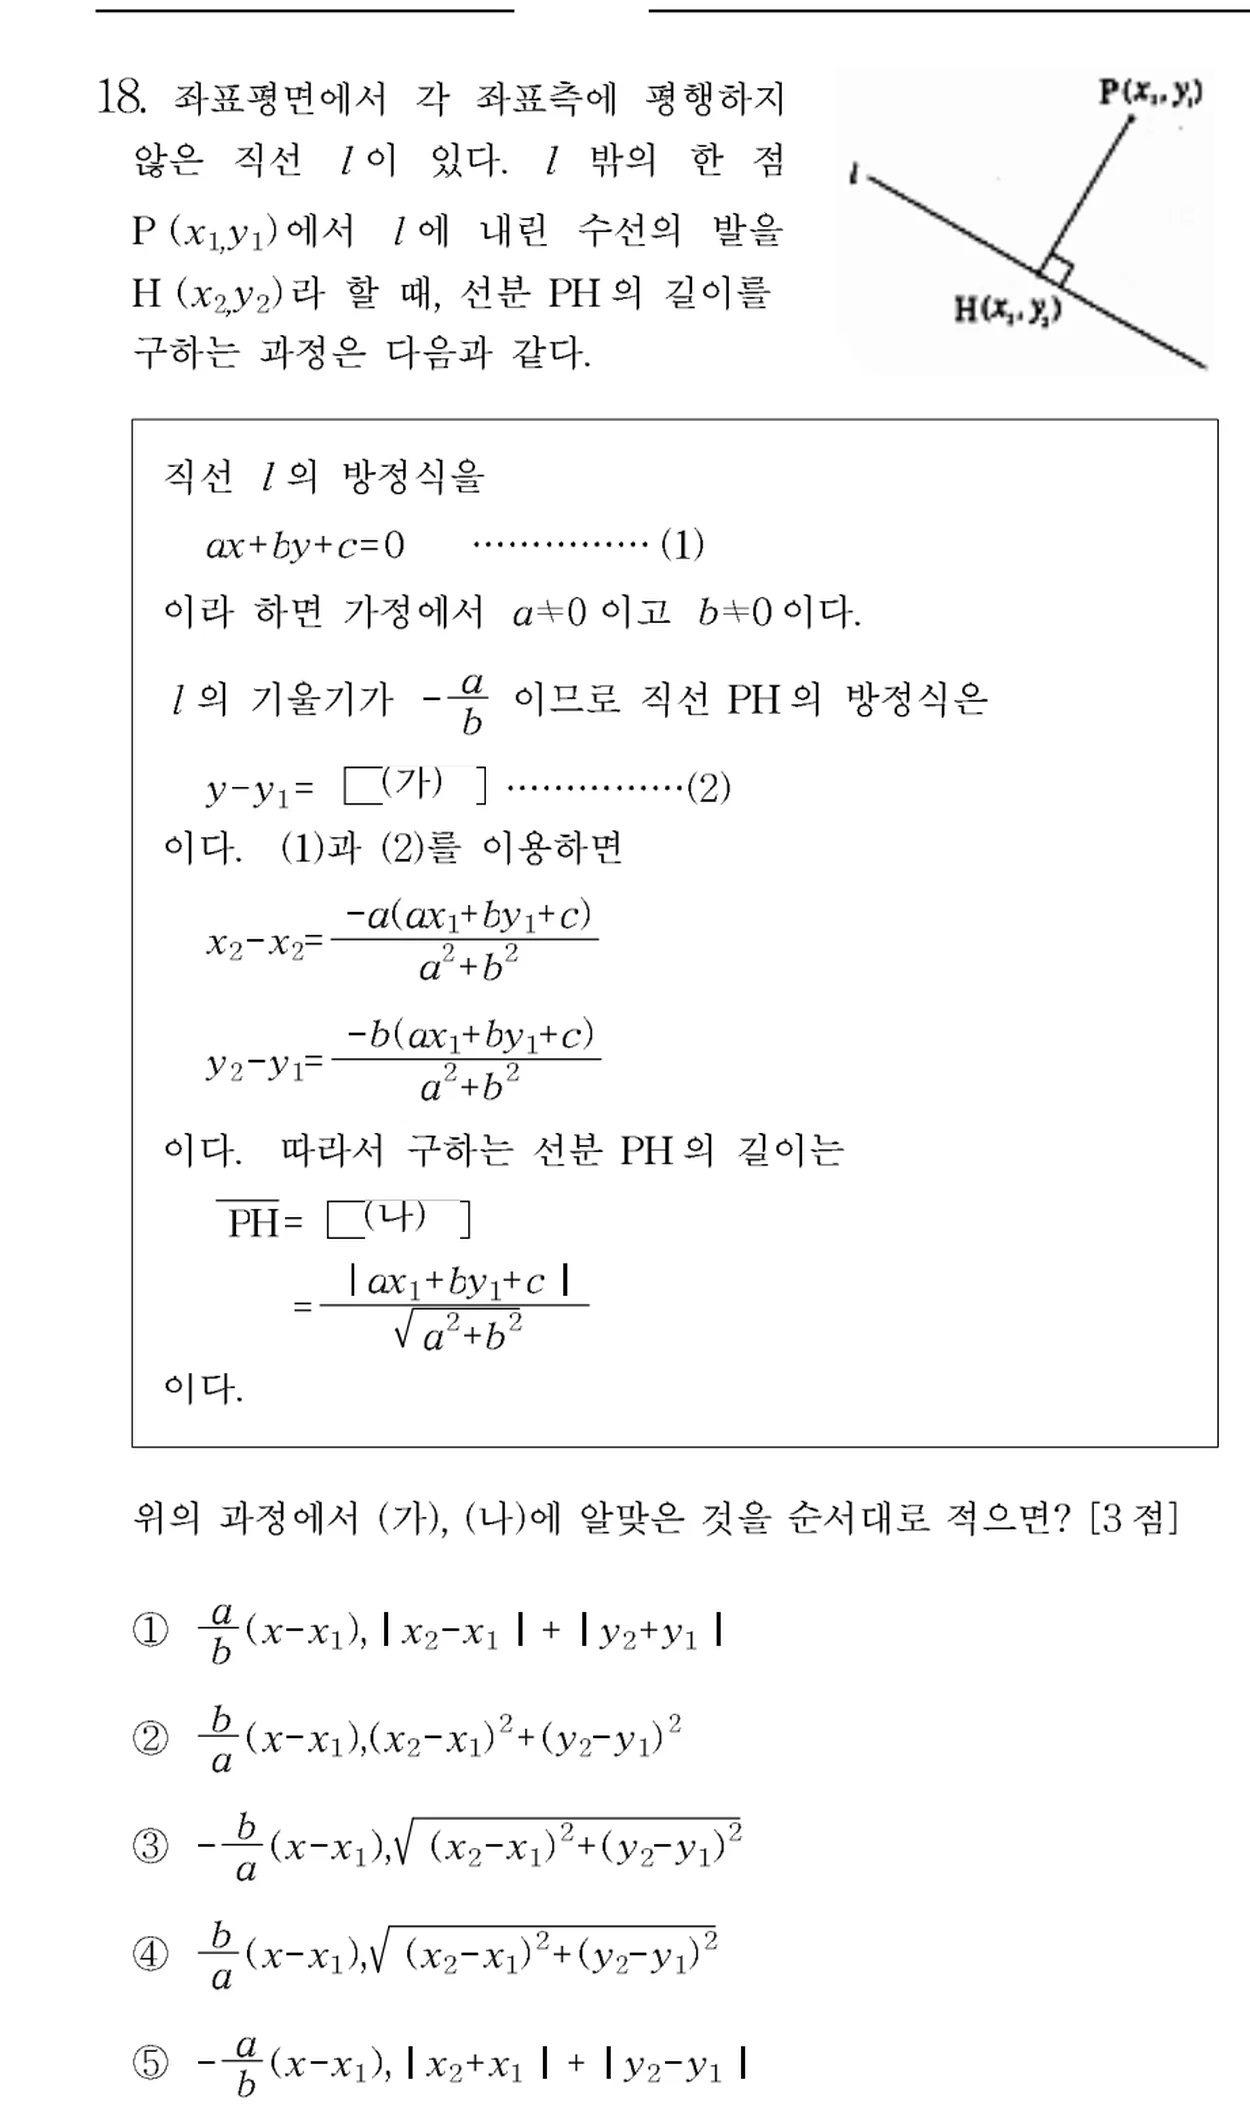 18. 좌표평면에서 각 좌표측에 평행하지
않은 직선 l이 있다. l 밖의 한 점
P(x₁,y₁)에서 l에 내린 수선의 발을
H(x₂,y₂)라 할 때, 선분 PH의 길이를
구하는 과정은 다음과 같다.
P(x₁, y₁)
l
H(x₂, y₂)
직선 l의 방정식을
ax+by+c=0 …………… (1)
이라 하면 가정에서 a≠0이고 b≠0이다.
l의 기울기가 -a/b 이므로 직선 PH의 방정식은
y-y₁= [(가)] ……………(2)
이다. (1)과 (2)를 이용하면
x₂-x₂= -a(ax₁+by₁+c)/(a²+b²)
y₂-y₁= -b(ax₁+by₁+c)/(a²+b²)
이다. 따라서 구하는 선분 PH의 길이는
P̅H̅= [(나)]
= |ax₁+by₁+c|/√(a²+b²)
이다.
위의 과정에서 (가), (나)에 알맞은 것을 순서대로 적으면? [3점]
① a/b(x-x₁), |x₂-x₁| + |y₂+y₁|
② b/a(x-x₁),(x₂-x₁)²+(y₂-y₁)²
③ -b/a(x-x₁),√((x₂-x₁)²+(y₂-y₁)²)
④ b/a(x-x₁),√((x₂-x₁)²+(y₂-y₁)²)
⑤ -a/b(x-x₁), |x₂+x₁| + |y₂-y₁|